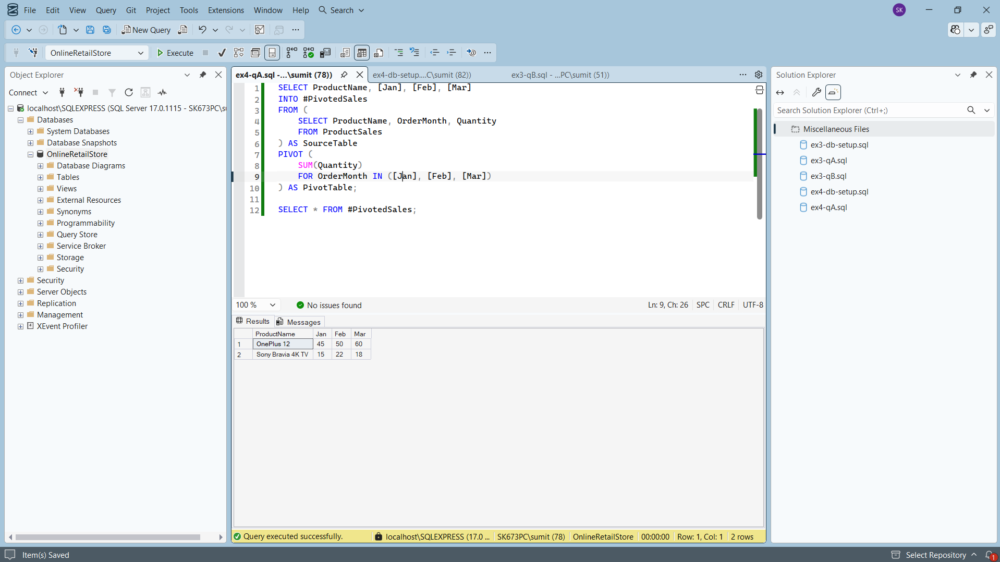 File Edit View Query Git Project Tools Extensions Window Help Search SK
New Query
OnlineRetailStore Execute
Object Explorer
Connect
localhost\SQLEXPRESS (SQL Server 17.0.1115 - SK673PC\su
Databases
System Databases
Database Snapshots
OnlineRetailStore
Database Diagrams
Tables
Views
External Resources
Synonyms
Programmability
Query Store
Service Broker
Storage
Security
Security
Server Objects
Replication
Management
XEvent Profiler
ex4-qA.sql -...\sumit (78)) ex4-db-setup....C\sumit (82)) ex3-qB.sql - ...PC\sumit (51))
1 SELECT ProductName, [Jan], [Feb], [Mar]
2 INTO #PivotedSales
3 FROM (
4 SELECT ProductName, OrderMonth, Quantity
5 FROM ProductSales
6 ) AS SourceTable
7 PIVOT (
8 SUM(Quantity)
9 FOR OrderMonth IN ([Jan], [Feb], [Mar])
10 ) AS PivotTable;
11
12 SELECT * FROM #PivotedSales;
100 % No issues found Ln: 9, Ch: 26 SPC CRLF UTF-8
Results Messages
ProductName Jan Feb Mar
1 OnePlus 12 45 50 60
2 Sony Bravia 4K TV 15 22 18
Query executed successfully. localhost\SQLEXPRESS (17.0 ... SK673PC\sumit (78) OnlineRetailStore 00:00:00 Row: 1, Col: 1 2 rows
Solution Explorer
Search Solution Explorer (Ctrl+;)
Miscellaneous Files
ex3-db-setup.sql
ex3-qA.sql
ex3-qB.sql
ex4-db-setup.sql
ex4-qA.sql
Item(s) Saved Select Repository 1